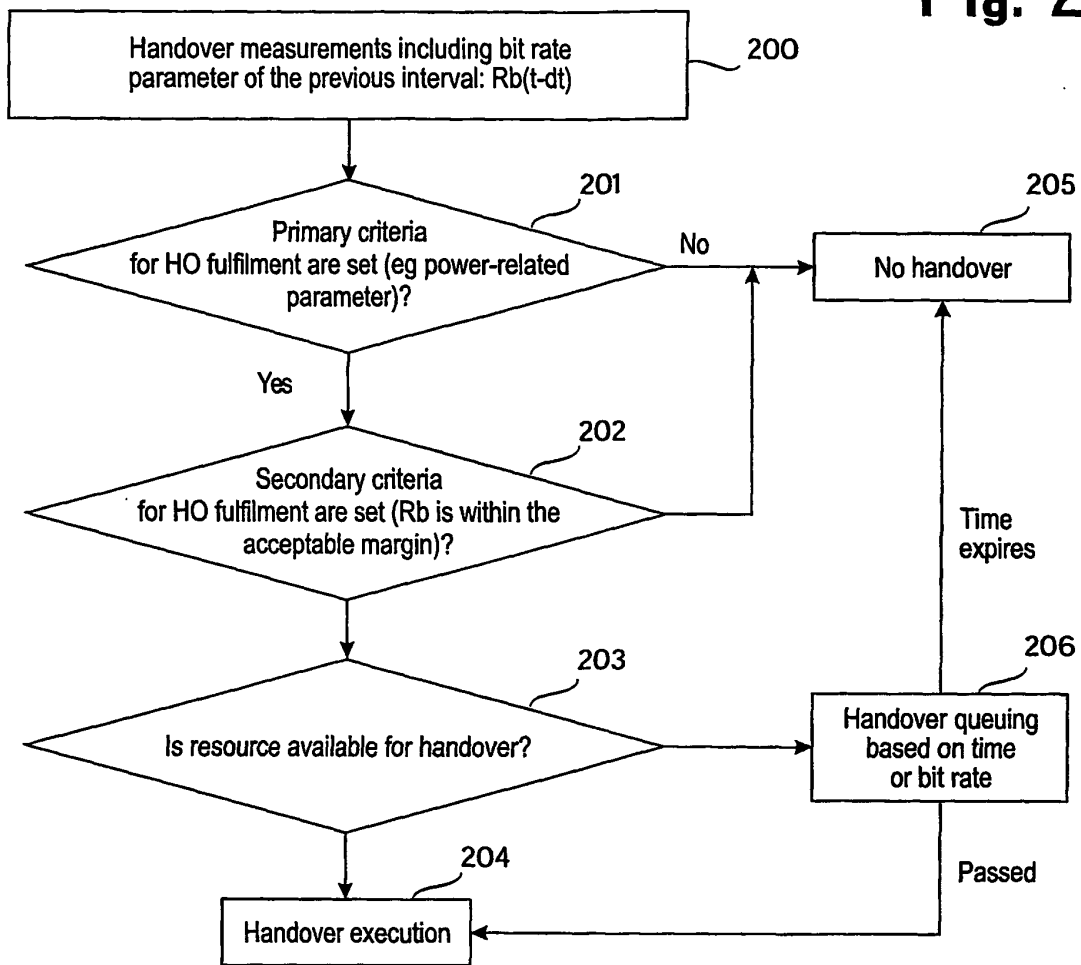 Fig. 2
Handover measurements including bit rate
parameter of the previous interval: Rb(t-dt)
200
201
Primary criteria
for HO fulfilment are set (eg power-related
parameter)?
No
205
No handover
Yes
202
Secondary criteria
for HO fulfilment are set (Rb is within the
acceptable margin)?
Time
expires
203
Is resource available for handover?
206
Handover queuing
based on time
or bit rate
204
Handover execution
Passed